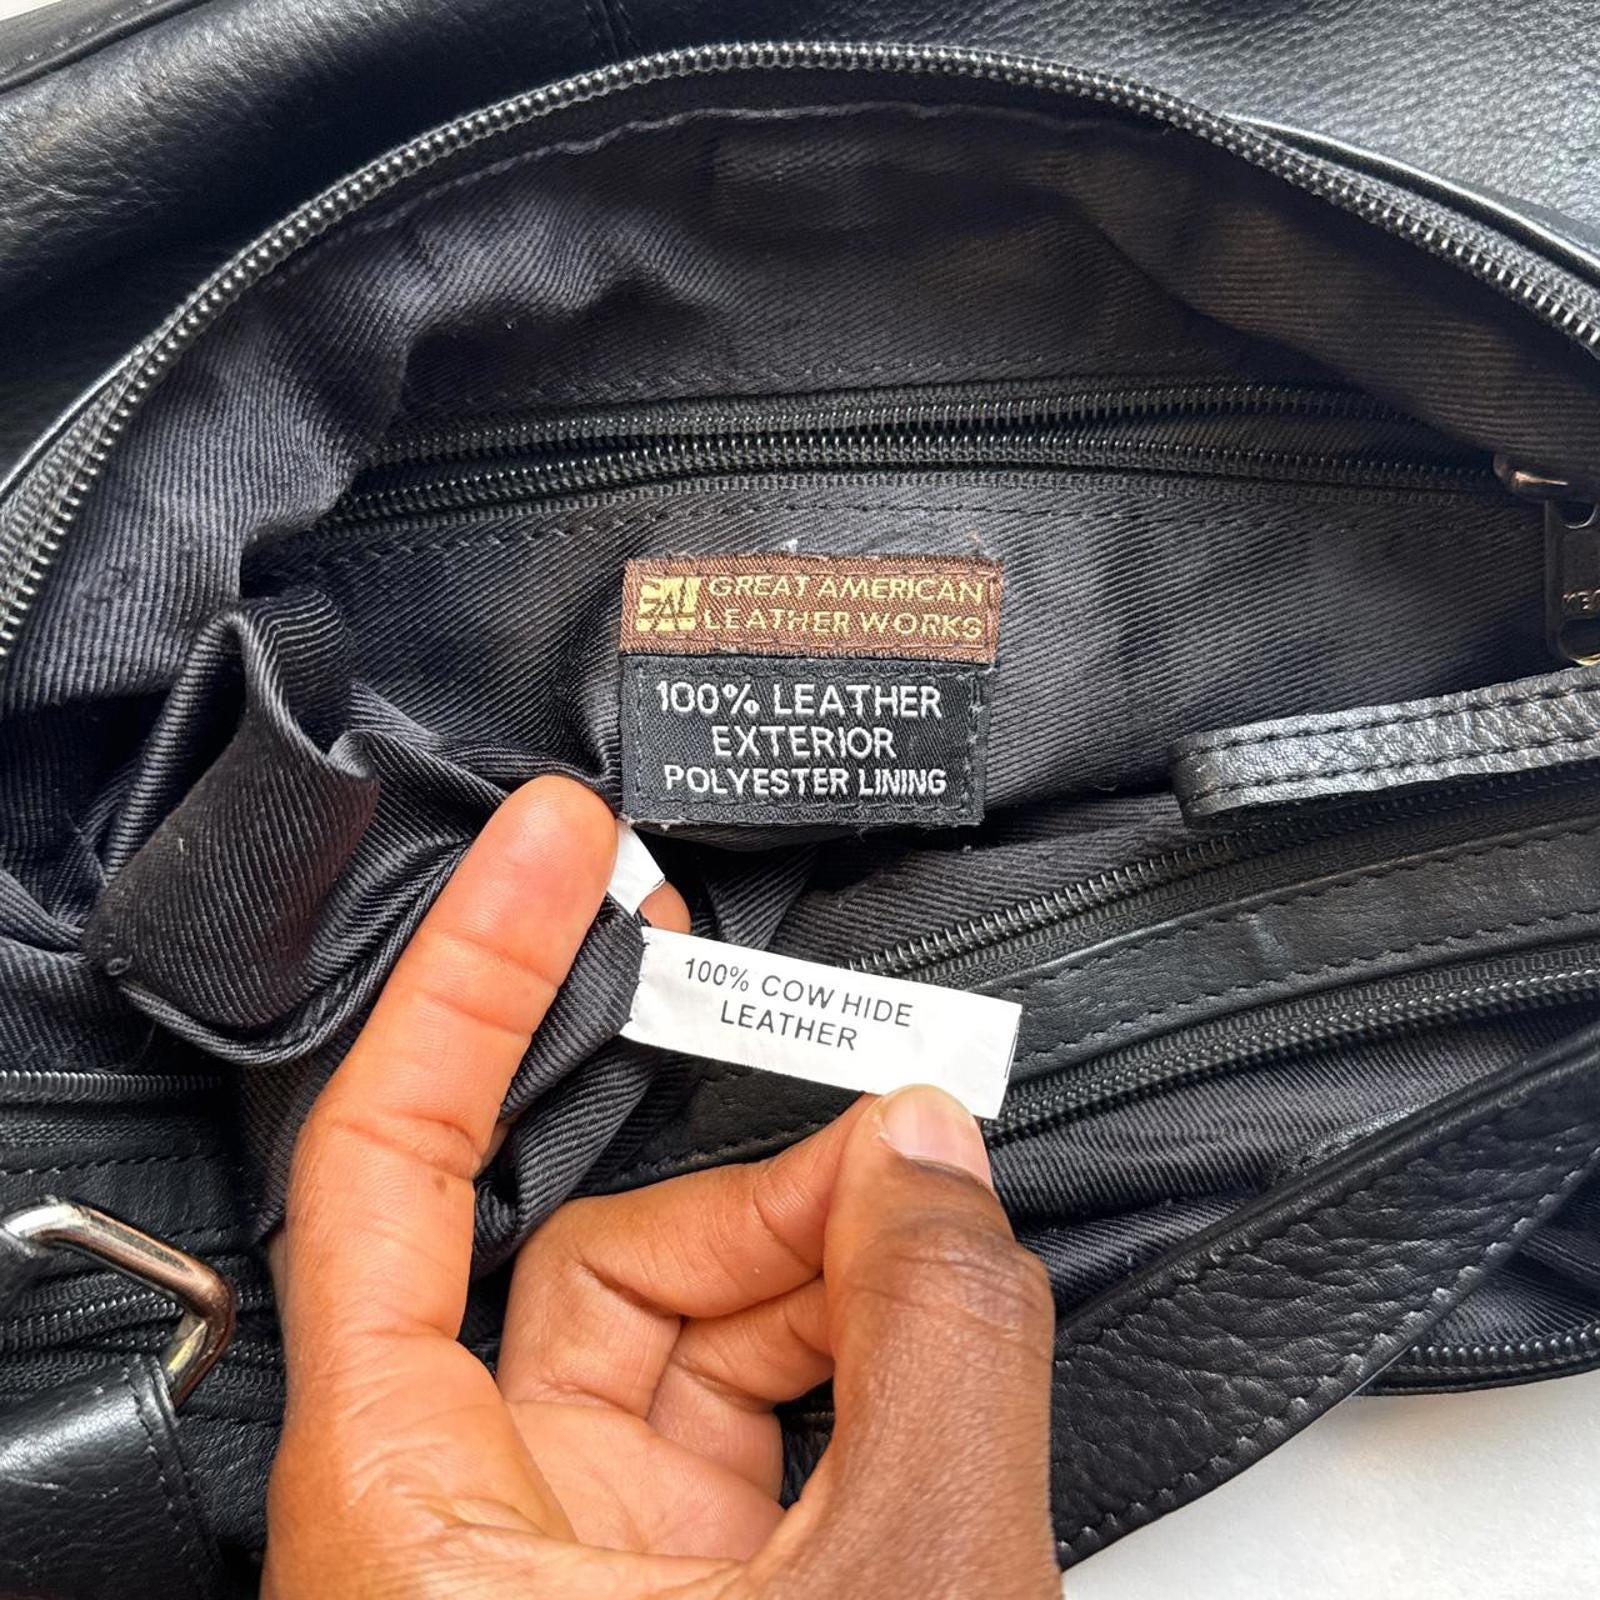 GREAT AMERICAN
LEATHER WORKS
100% LEATHER
EXTERIOR
POLYESTER LINING
100% COW HIDE
LEATHER